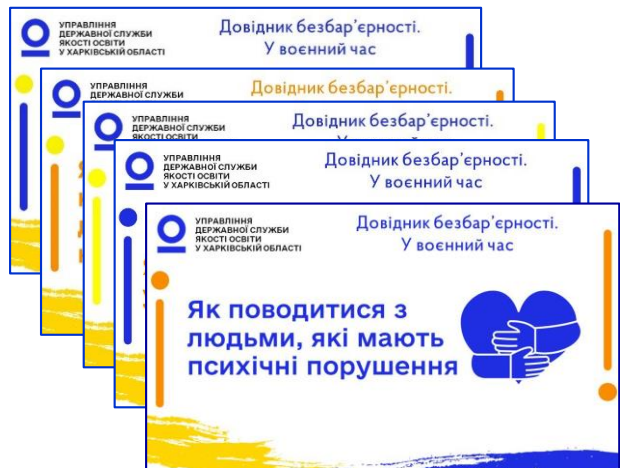 УПРАВЛІННЯ
ДЕРЖАВНОЇ СЛУЖБИ
ЯКОСТІ ОСВІТИ
У ХАРКІВСЬКІЙ ОБЛАСТІ
Довідник безбар’єрності.
У воєнний час
УПРАВЛІННЯ
ДЕРЖАВНОЇ СЛУЖБИ
Довідник безбар’єрності.
УПРАВЛІННЯ
ДЕРЖАВНОЇ СЛУЖБИ
ЯКОСТІ ОСВІТИ
Довідник безбар’єрності.
УПРАВЛІННЯ
ДЕРЖАВНОЇ СЛУЖБИ
ЯКОСТІ ОСВІТИ
У ХАРКІВСЬКІЙ ОБЛАСТІ
Довідник безбар’єрності.
У воєнний час
УПРАВЛІННЯ
ДЕРЖАВНОЇ СЛУЖБИ
ЯКОСТІ ОСВІТИ
У ХАРКІВСЬКІЙ ОБЛАСТІ
Довідник безбар’єрності.
У воєнний час
Як поводитися з
людьми, які мають
психічні порушення